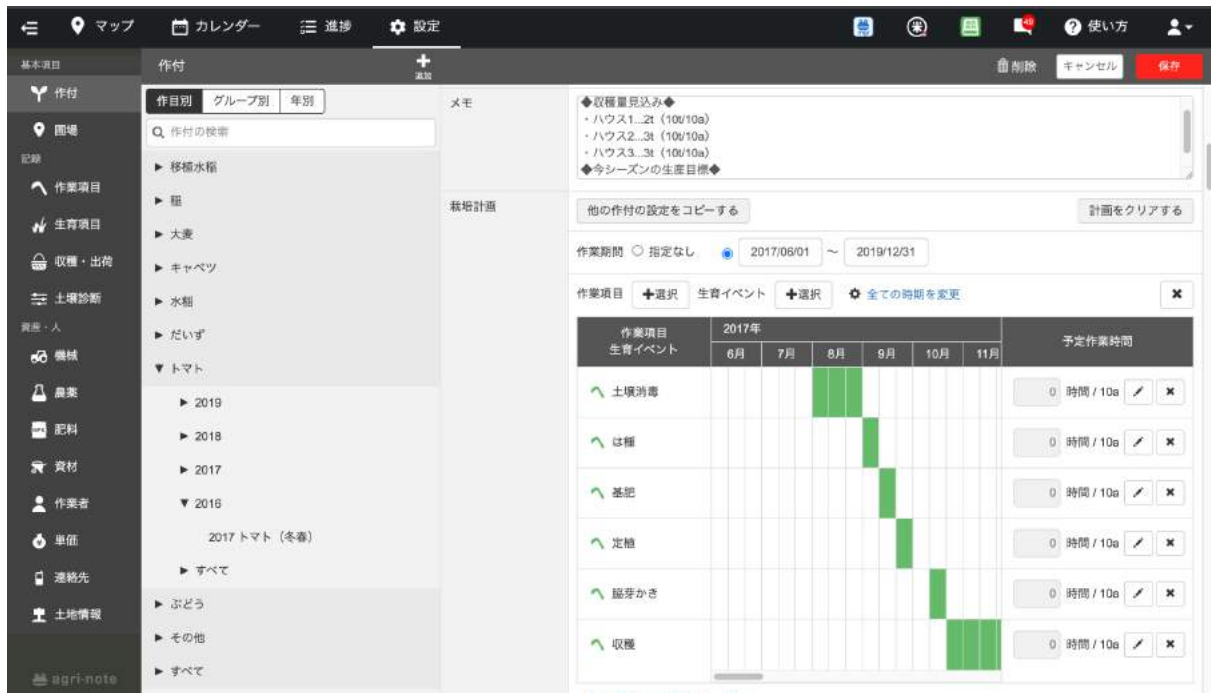 マップ カレンダー 進捗 設定 米 49 使い方
基本項目
作付
圃場
記録
作業項目
生育項目
収穫・出荷
土壌診断
資産・人
機械
農薬
肥料
資材
作業者
単価
連絡先
土地情報
agri-note
作付 追加 削除 キャンセル 保存
作目別 グループ別 年別
作付の検索
移植水稲
稲
大麦
キャベツ
水稲
だいず
トマト
2019
2018
2017
2016
2017 トマト（冬春）
すべて
ぶどう
その他
すべて
メモ
◆収穫量見込み◆
・ハウス1...2t（10t/10a）
・ハウス2...3t（10t/10a）
・ハウス3...3t（10t/10a）
◆今シーズンの生産目標◆
栽培計画
他の作付の設定をコピーする 計画をクリアする
作業期間 指定なし 2017/06/01 〜 2019/12/31
作業項目 ✚選択 生育イベント ✚選択 全ての時期を変更
作業項目
生育イベント
2017年
6月 7月 8月 9月 10月 11月
予定作業時間
土壌消毒 0 時間 / 10a
は種 0 時間 / 10a
基肥 0 時間 / 10a
定植 0 時間 / 10a
脇芽かき 0 時間 / 10a
収穫 0 時間 / 10a